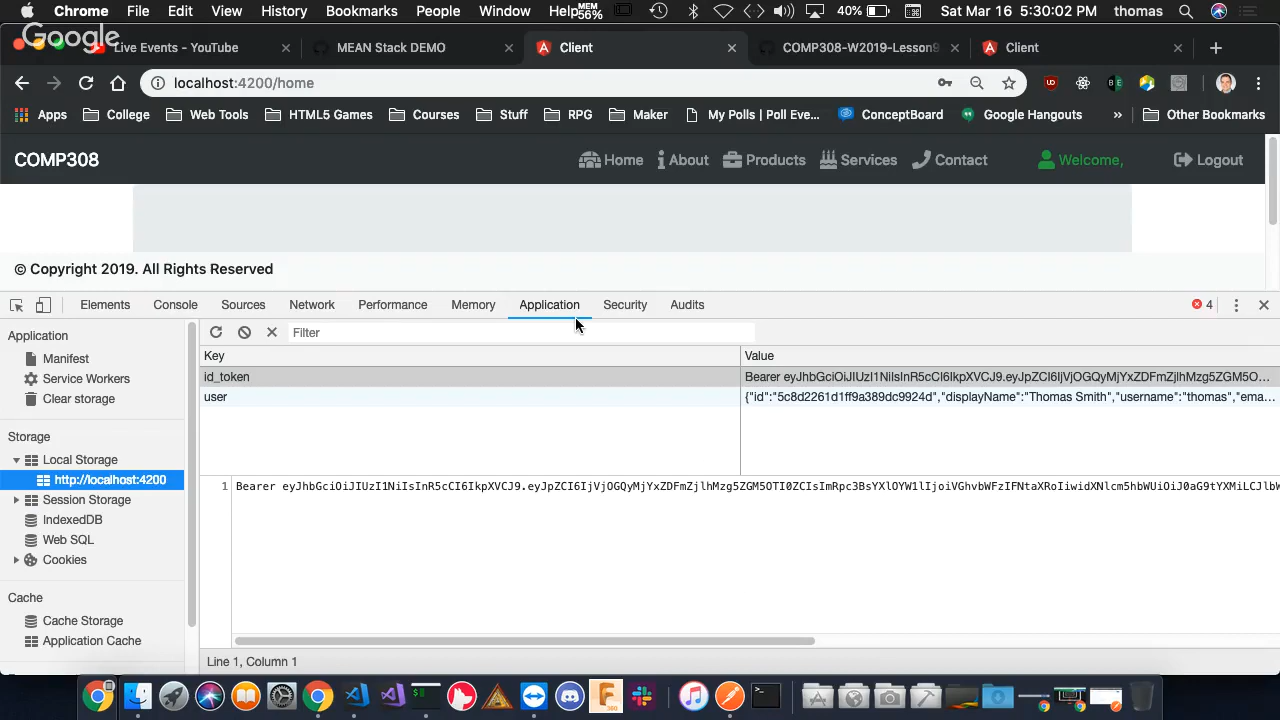 Chrome File Edit View History Bookmarks People Window Help MEM 56% 40% Sat Mar 16 5:30:02 PM thomas
Google
Live Events - YouTube MEAN Stack DEMO Client COMP308-W2019-Lesson9 Client
localhost:4200/home
Apps College Web Tools HTML5 Games Courses Stuff RPG Maker My Polls | Poll Eve... ConceptBoard Google Hangouts » Other Bookmarks
COMP308 Home About Products Services Contact Welcome, Logout
© Copyright 2019. All Rights Reserved
Elements Console Sources Network Performance Memory Application Security Audits 4
Application
Filter
Manifest
Service Workers
Clear storage
Key Value
id_token
user {"id":"5c8d2261d1ff9a389dc9924d","displayName":"Thomas Smith","username":"thomas","ema...
Storage
Local Storage
http://localhost:4200
Session Storage
IndexedDB
Web SQL
Cookies
1 Bearer
Cache
Cache Storage
Application Cache
Line 1, Column 1